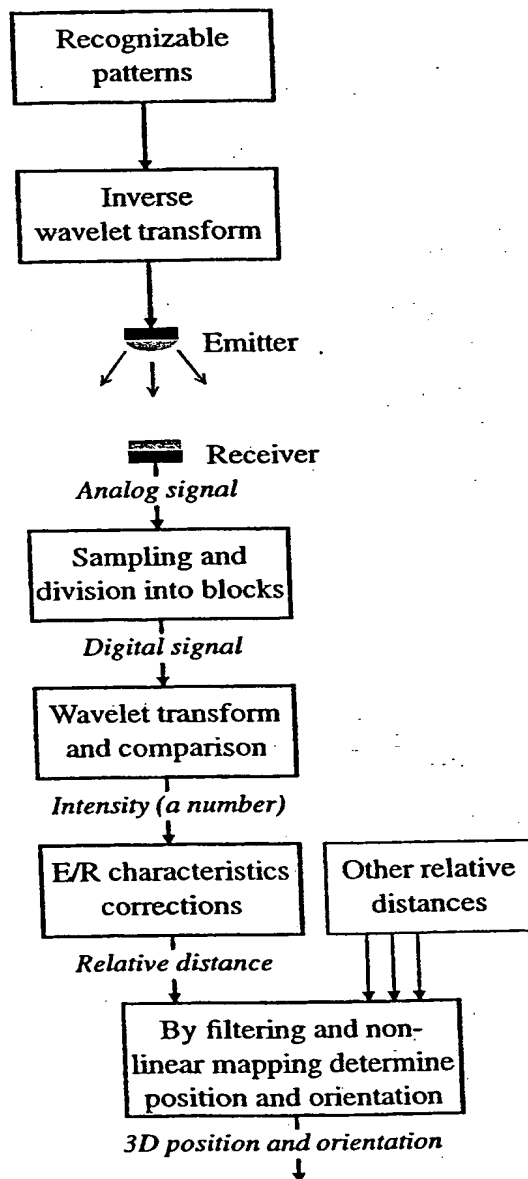 Recognizable
patterns
Inverse
wavelet transform
Emitter
Receiver
Analog signal
Sampling and
division into blocks
Digital signal
Wavelet transform
and comparison
Intensity (a number)
E/R characteristics
corrections
Other relative
distances
Relative distance
By filtering and non-
linear mapping determine
position and orientation
3D position and orientation